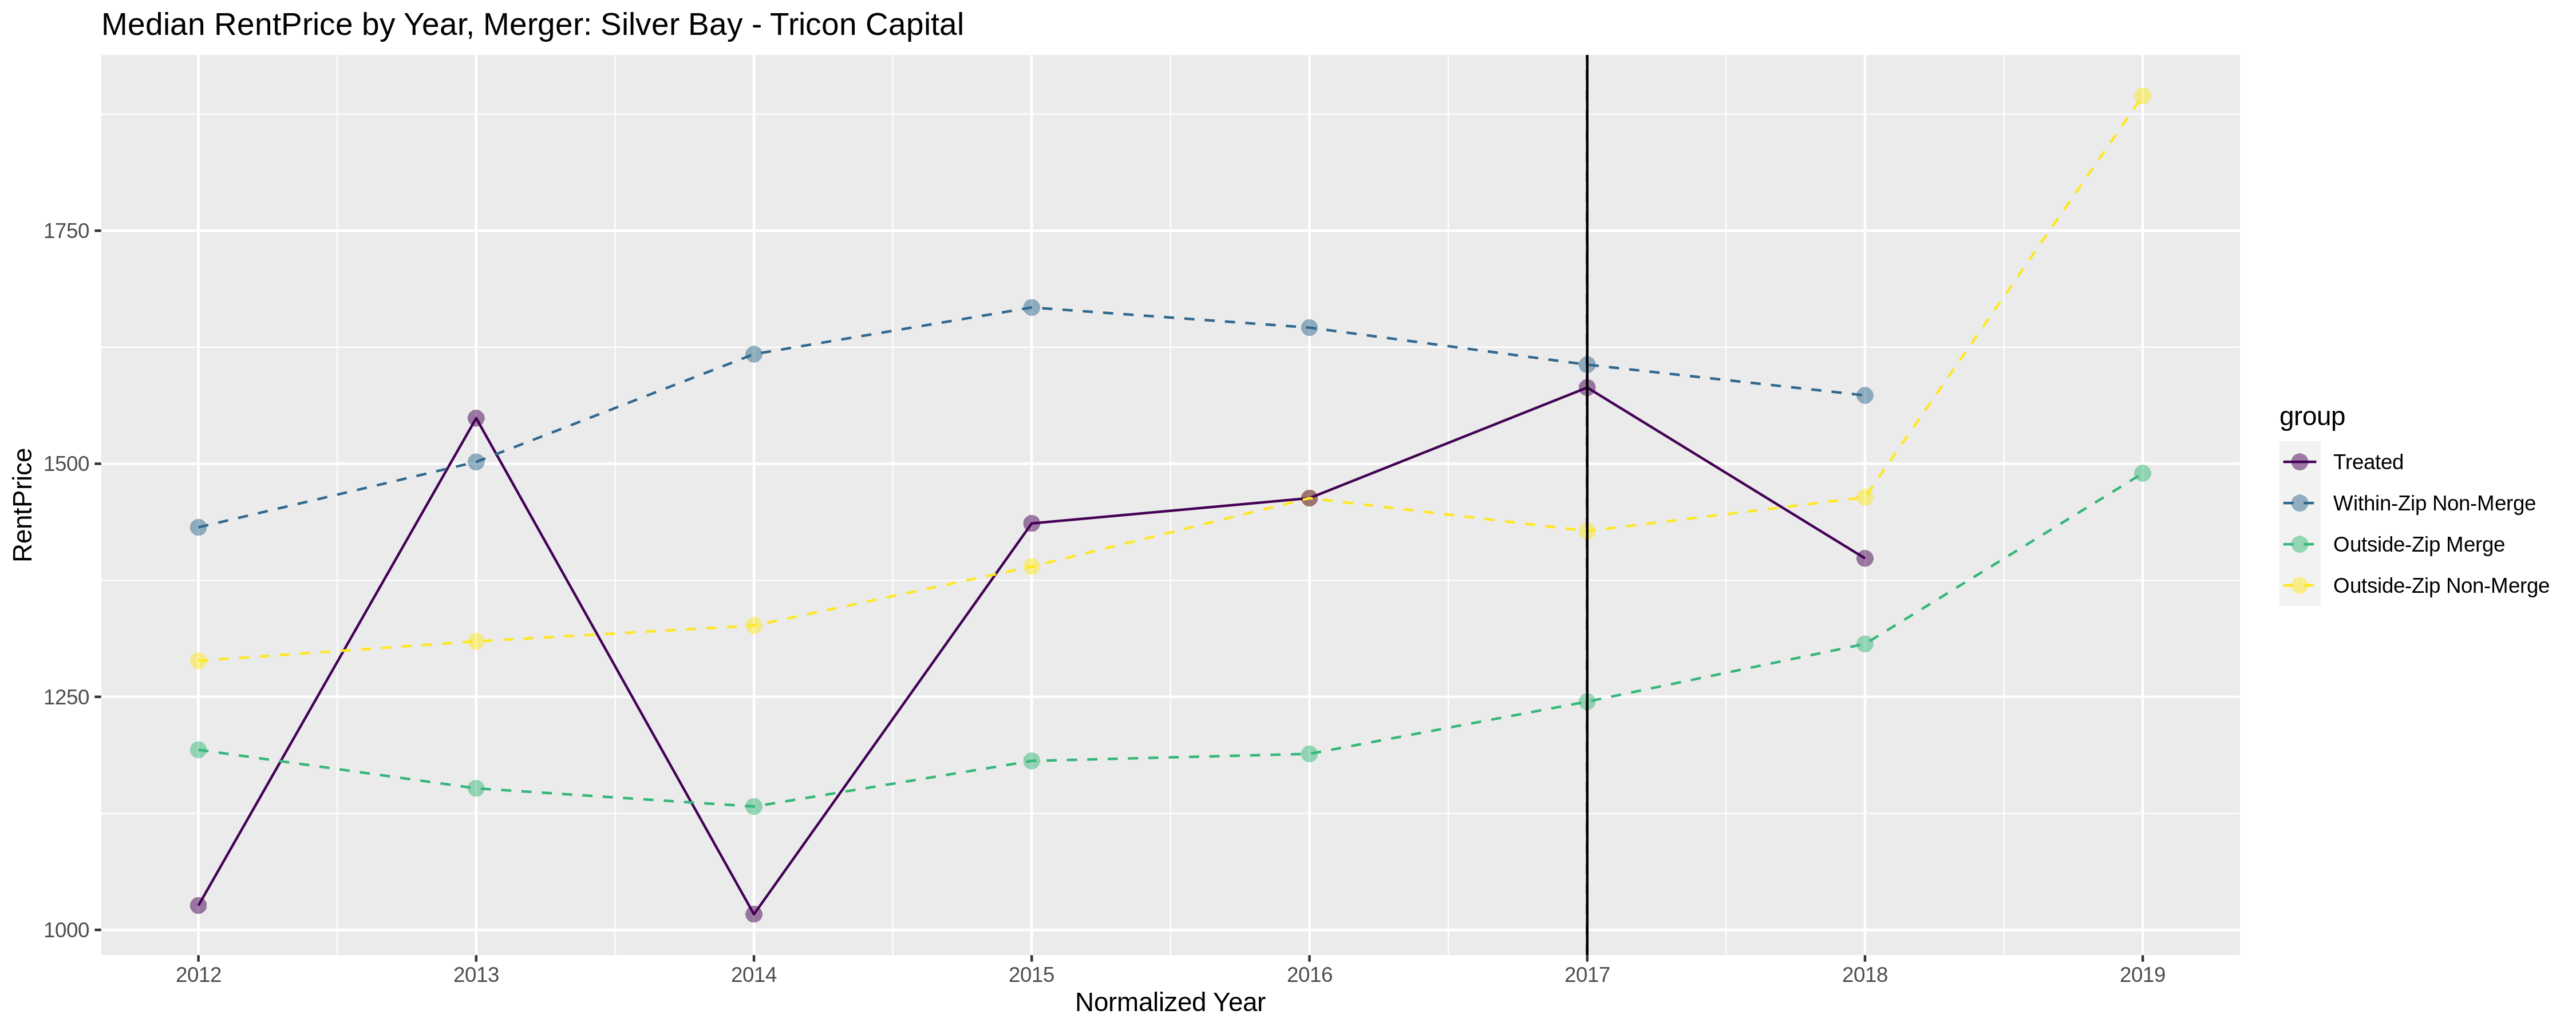 Median RentPrice by Year, Merger: Silver Bay - Tricon Capital
RentPrice
1750
1500
1250
1000
2012 2013 2014 2015 2016 2017 2018 2019
Normalized Year
group
Treated
Within-Zip Non-Merge
Outside-Zip Merge
Outside-Zip Non-Merge